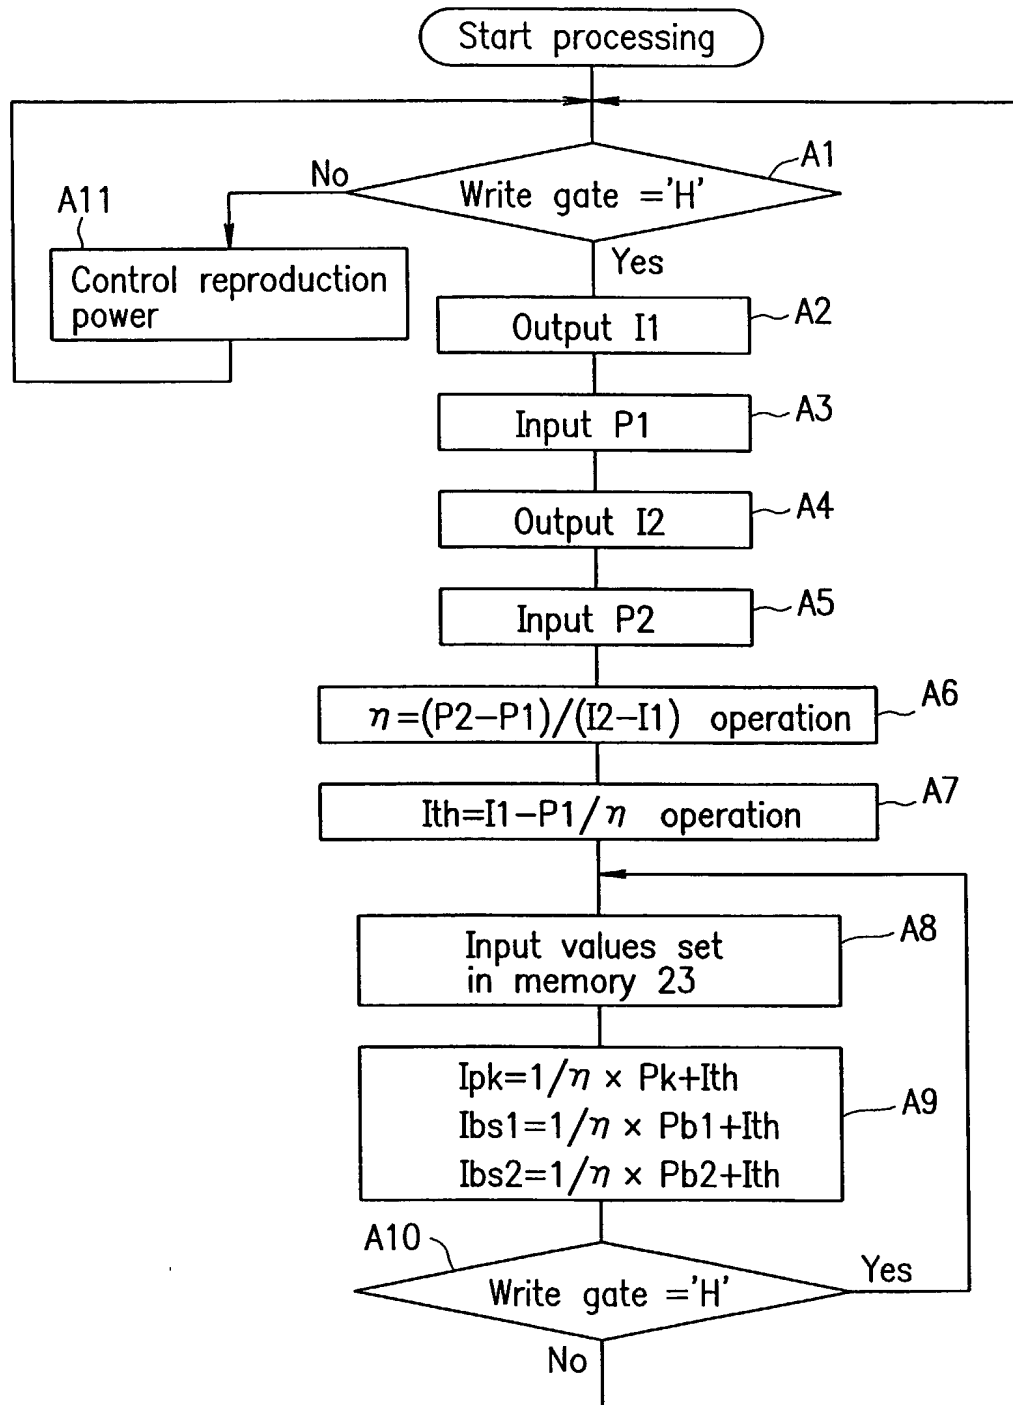 Start processing
A1
No
Write gate ='H'
A11
Yes
Control reproduction
power
A2
Output I1
A3
Input P1
A4
Output I2
A5
Input P2
A6
η=(P2−P1)/(I2−I1) operation
A7
Ith=I1−P1/η operation
A8
Input values set
in memory 23
Ipk=1/η × Pk+Ith
A9
Ibs1=1/η × Pb1+Ith
Ibs2=1/η × Pb2+Ith
A10
Yes
Write gate ='H'
No